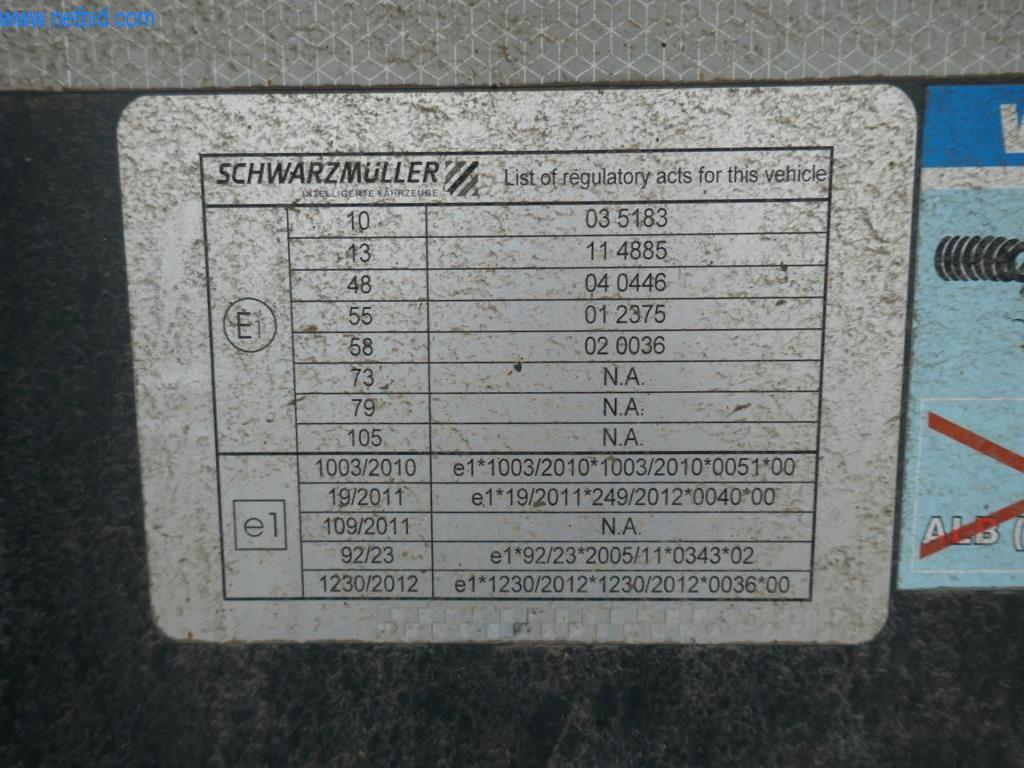 www.netbid.com
SCHWARZMÜLLER
INTELLIGENTE FAHRZEUGE
List of regulatory acts for this vehicle
E1
10 03 5183
13 11 4885
48 04 0446
55 01 2375
58 02 0036
73 N.A.
79 N.A.
105 N.A.
e1
1003/2010 e1*1003/2010*1003/2010*0051*00
19/2011 e1*19/2011*249/2012*0040*00
109/2011 N.A.
92/23 e1*92/23*2005/11*0343*02
1230/2012 e1*1230/2012*1230/2012*0036*00
ALB (